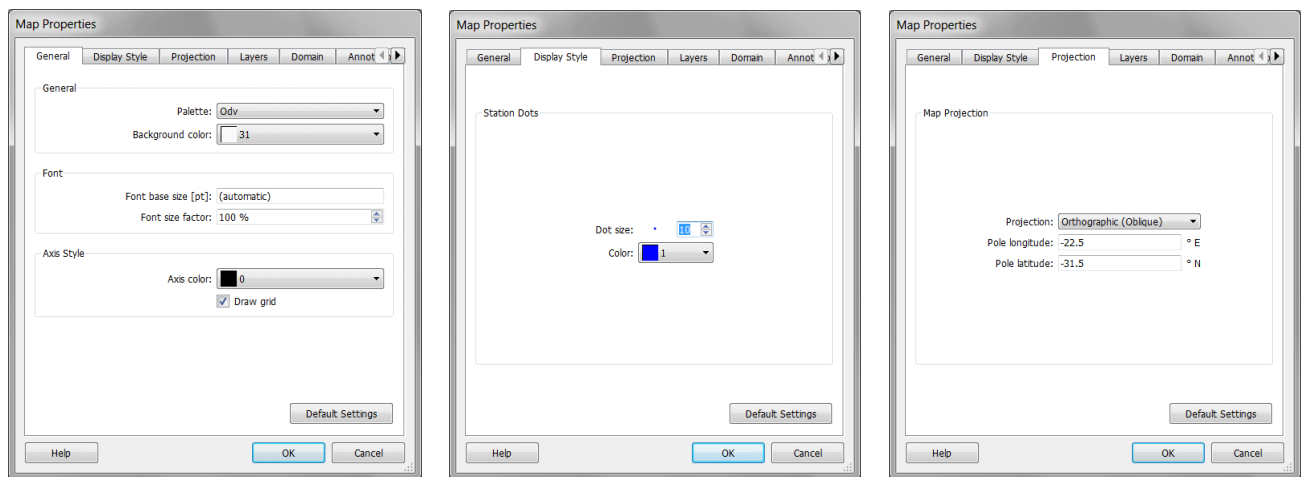 Map Properties
General Display Style Projection Layers Domain Annot
General
Palette: Odv
Background color: 31
Font
Font base size [pt]: (automatic)
Font size factor: 100 %
Axis Style
Axis color: 0
Draw grid
Default Settings
Help OK Cancel
Map Properties
General Display Style Projection Layers Domain Annot
Station Dots
Dot size: 10
Color: 1
Default Settings
Help OK Cancel
Map Properties
General Display Style Projection Layers Domain Annot
Map Projection
Projection: Orthographic (Oblique)
Pole longitude: -22.5 ° E
Pole latitude: -31.5 ° N
Default Settings
Help OK Cancel